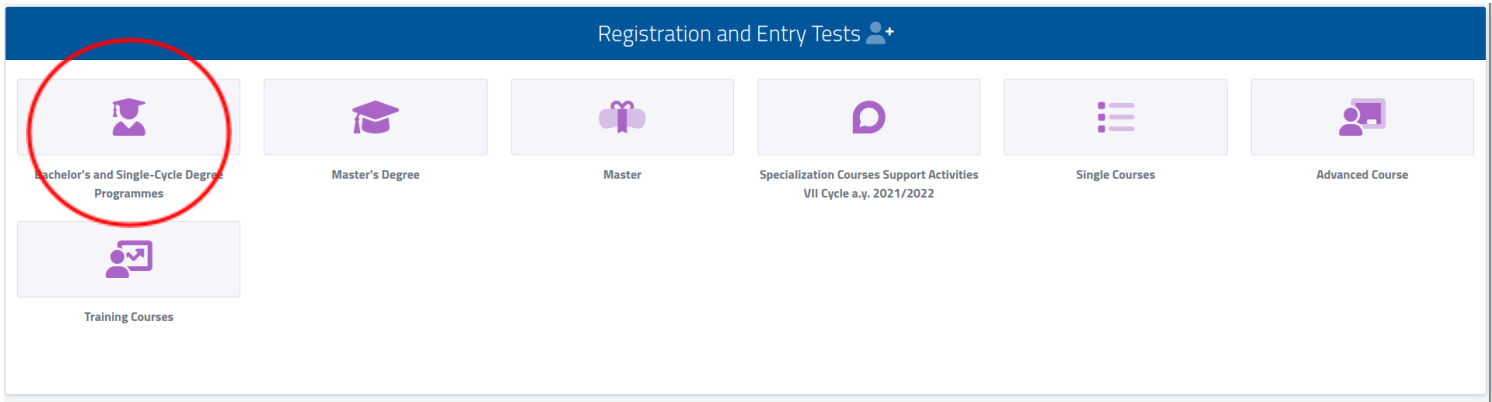 Registration and Entry Tests
Bachelor's and Single-Cycle Degree
Programmes
Master's Degree
Master
Specialization Courses Support Activities
VII Cycle a.y. 2021/2022
Single Courses
Advanced Course
Training Courses